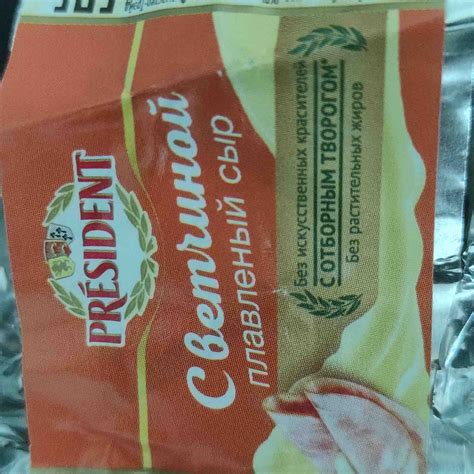 PRÉSIDENT
С ветчиной
плавленый сыр
Без искусственных красителей
С ОТБОРНЫМ ТВОРОГОМ*
Без растительных жиров